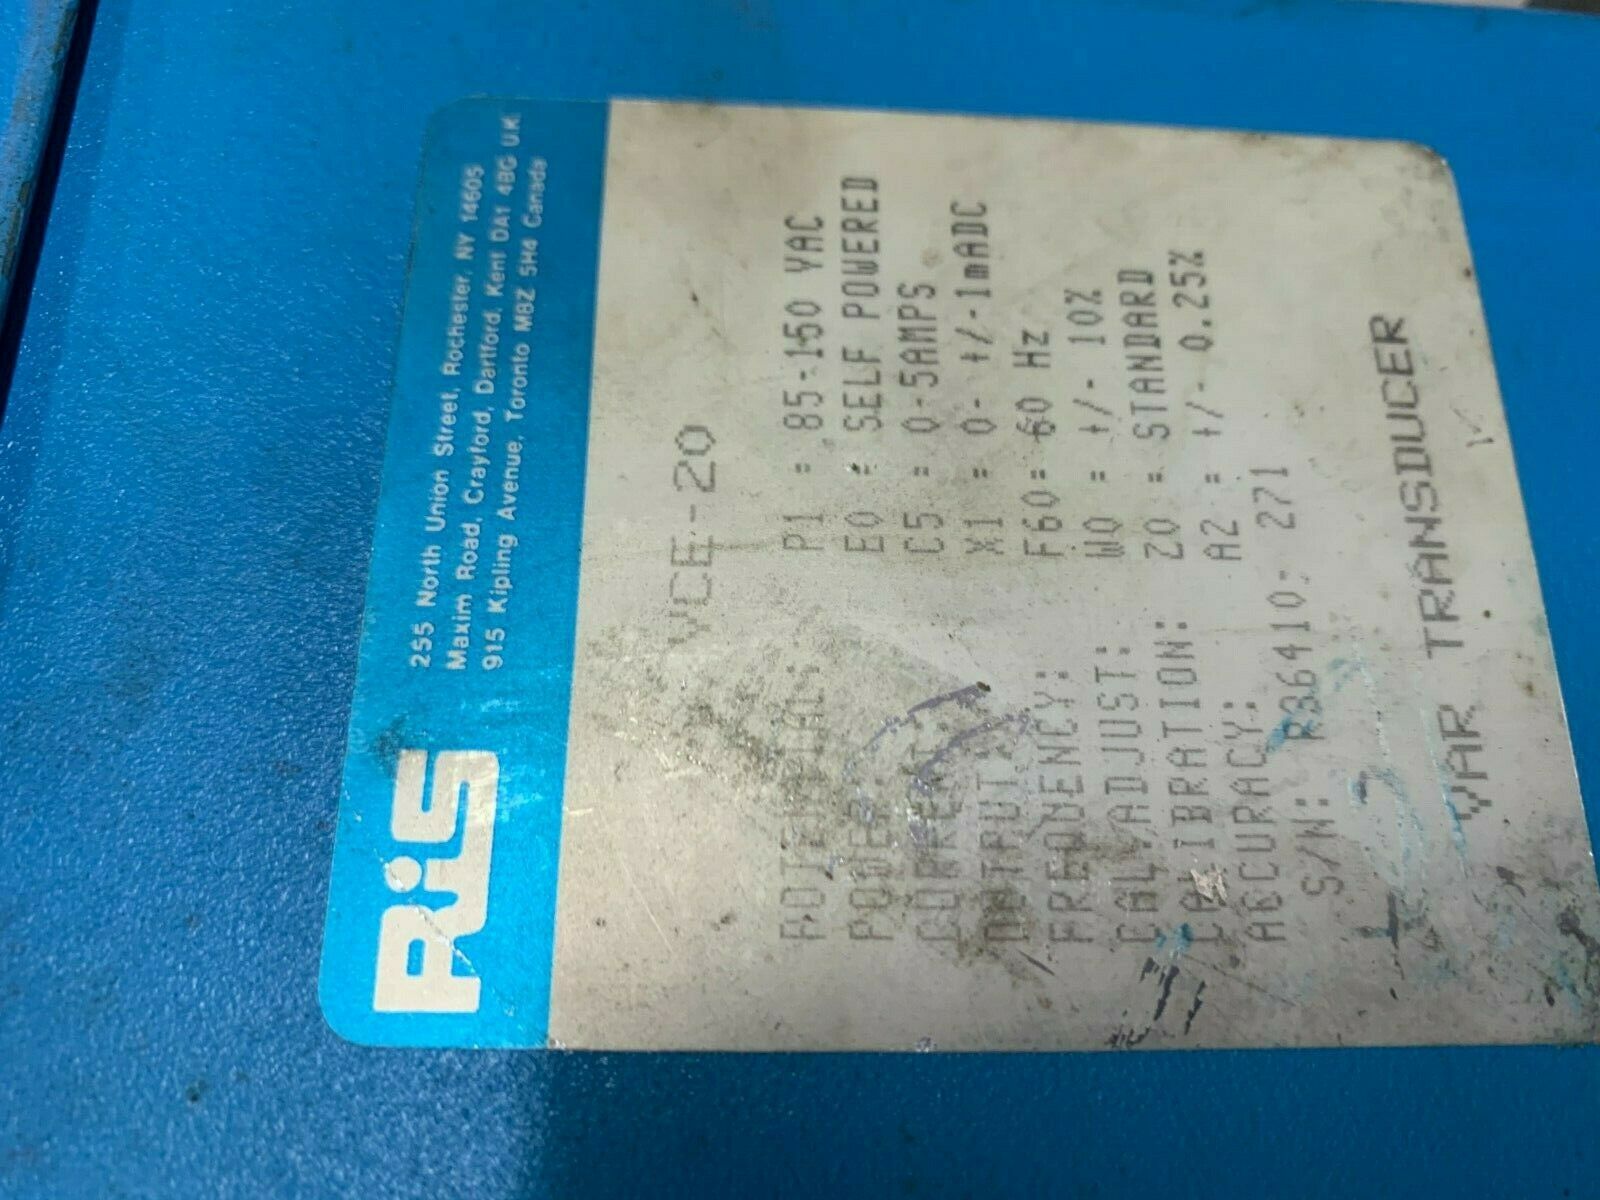 RiS
255 North Union Street, Rochester, NY 14605
Maxim Road, Crayford, Dartford, Kent DA1 4BG U.K.
915 Kipling Avenue, Toronto M8Z 5H4 Canada
VCE-20
POTENTIAL: P1 = 85-150 VAC
POWER: E0 = SELF POWERED
CURRENT: C5 = 0-5AMPS
OUTPUT: X1 = 0- +/-1mADC
FREQUENCY: F60= 60 Hz
CAL.ADJUST: W0 = +/- 10%
CALIBRATION: Z0 = STANDARD
ACCURACY: A2 = +/- 0.25%
S/N: R36410- 271
VAR TRANSDUCER